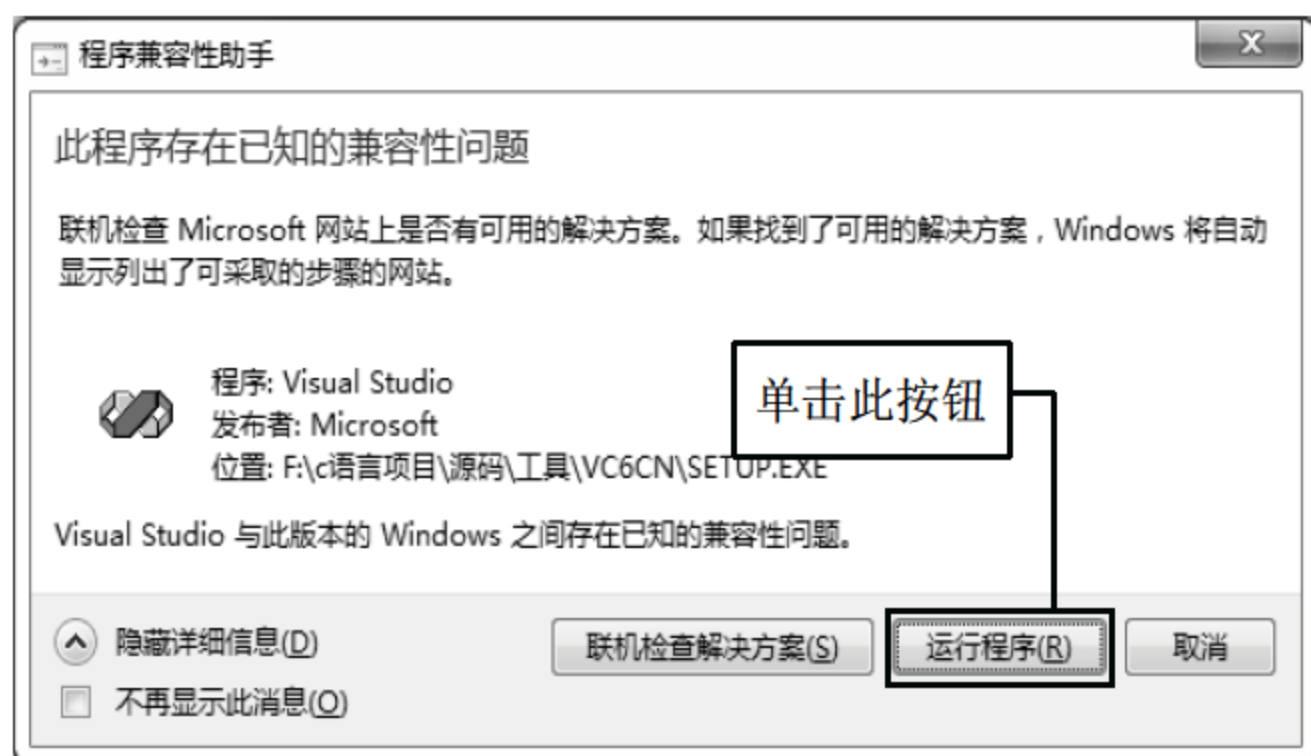 程序兼容性助手
此程序存在已知的兼容性问题
联机检查 Microsoft 网站上是否有可用的解决方案。如果找到了可用的解决方案，Windows 将自动
显示列出了可采取的步骤的网站。
程序: Visual Studio
单击此按钮
发布者: Microsoft
位置: F:\c语言项目\源码\工具\VC6CN\SETUP.EXE
Visual Studio 与此版本的 Windows 之间存在已知的兼容性问题。
隐藏详细信息(D)
联机检查解决方案(S)
运行程序(R)
取消
不再显示此消息(O)